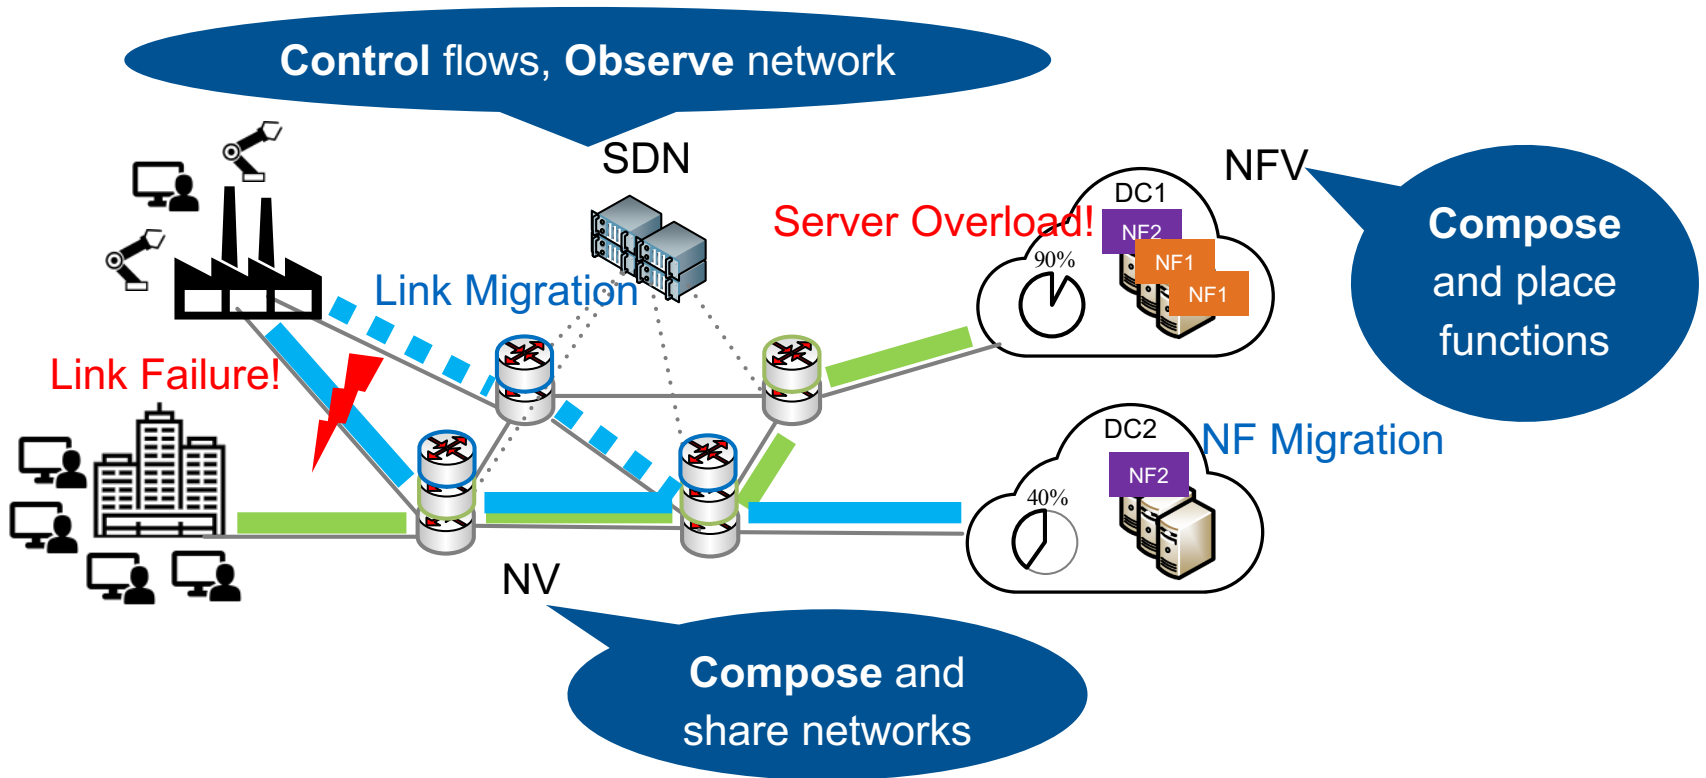 Control flows, Observe network
SDN
NFV
DC1
Server Overload!
NF2
90%
NF1
NF1
Compose
and place
functions
Link Migration
Link Failure!
DC2
NF Migration
NF2
40%
NV
Compose and
share networks